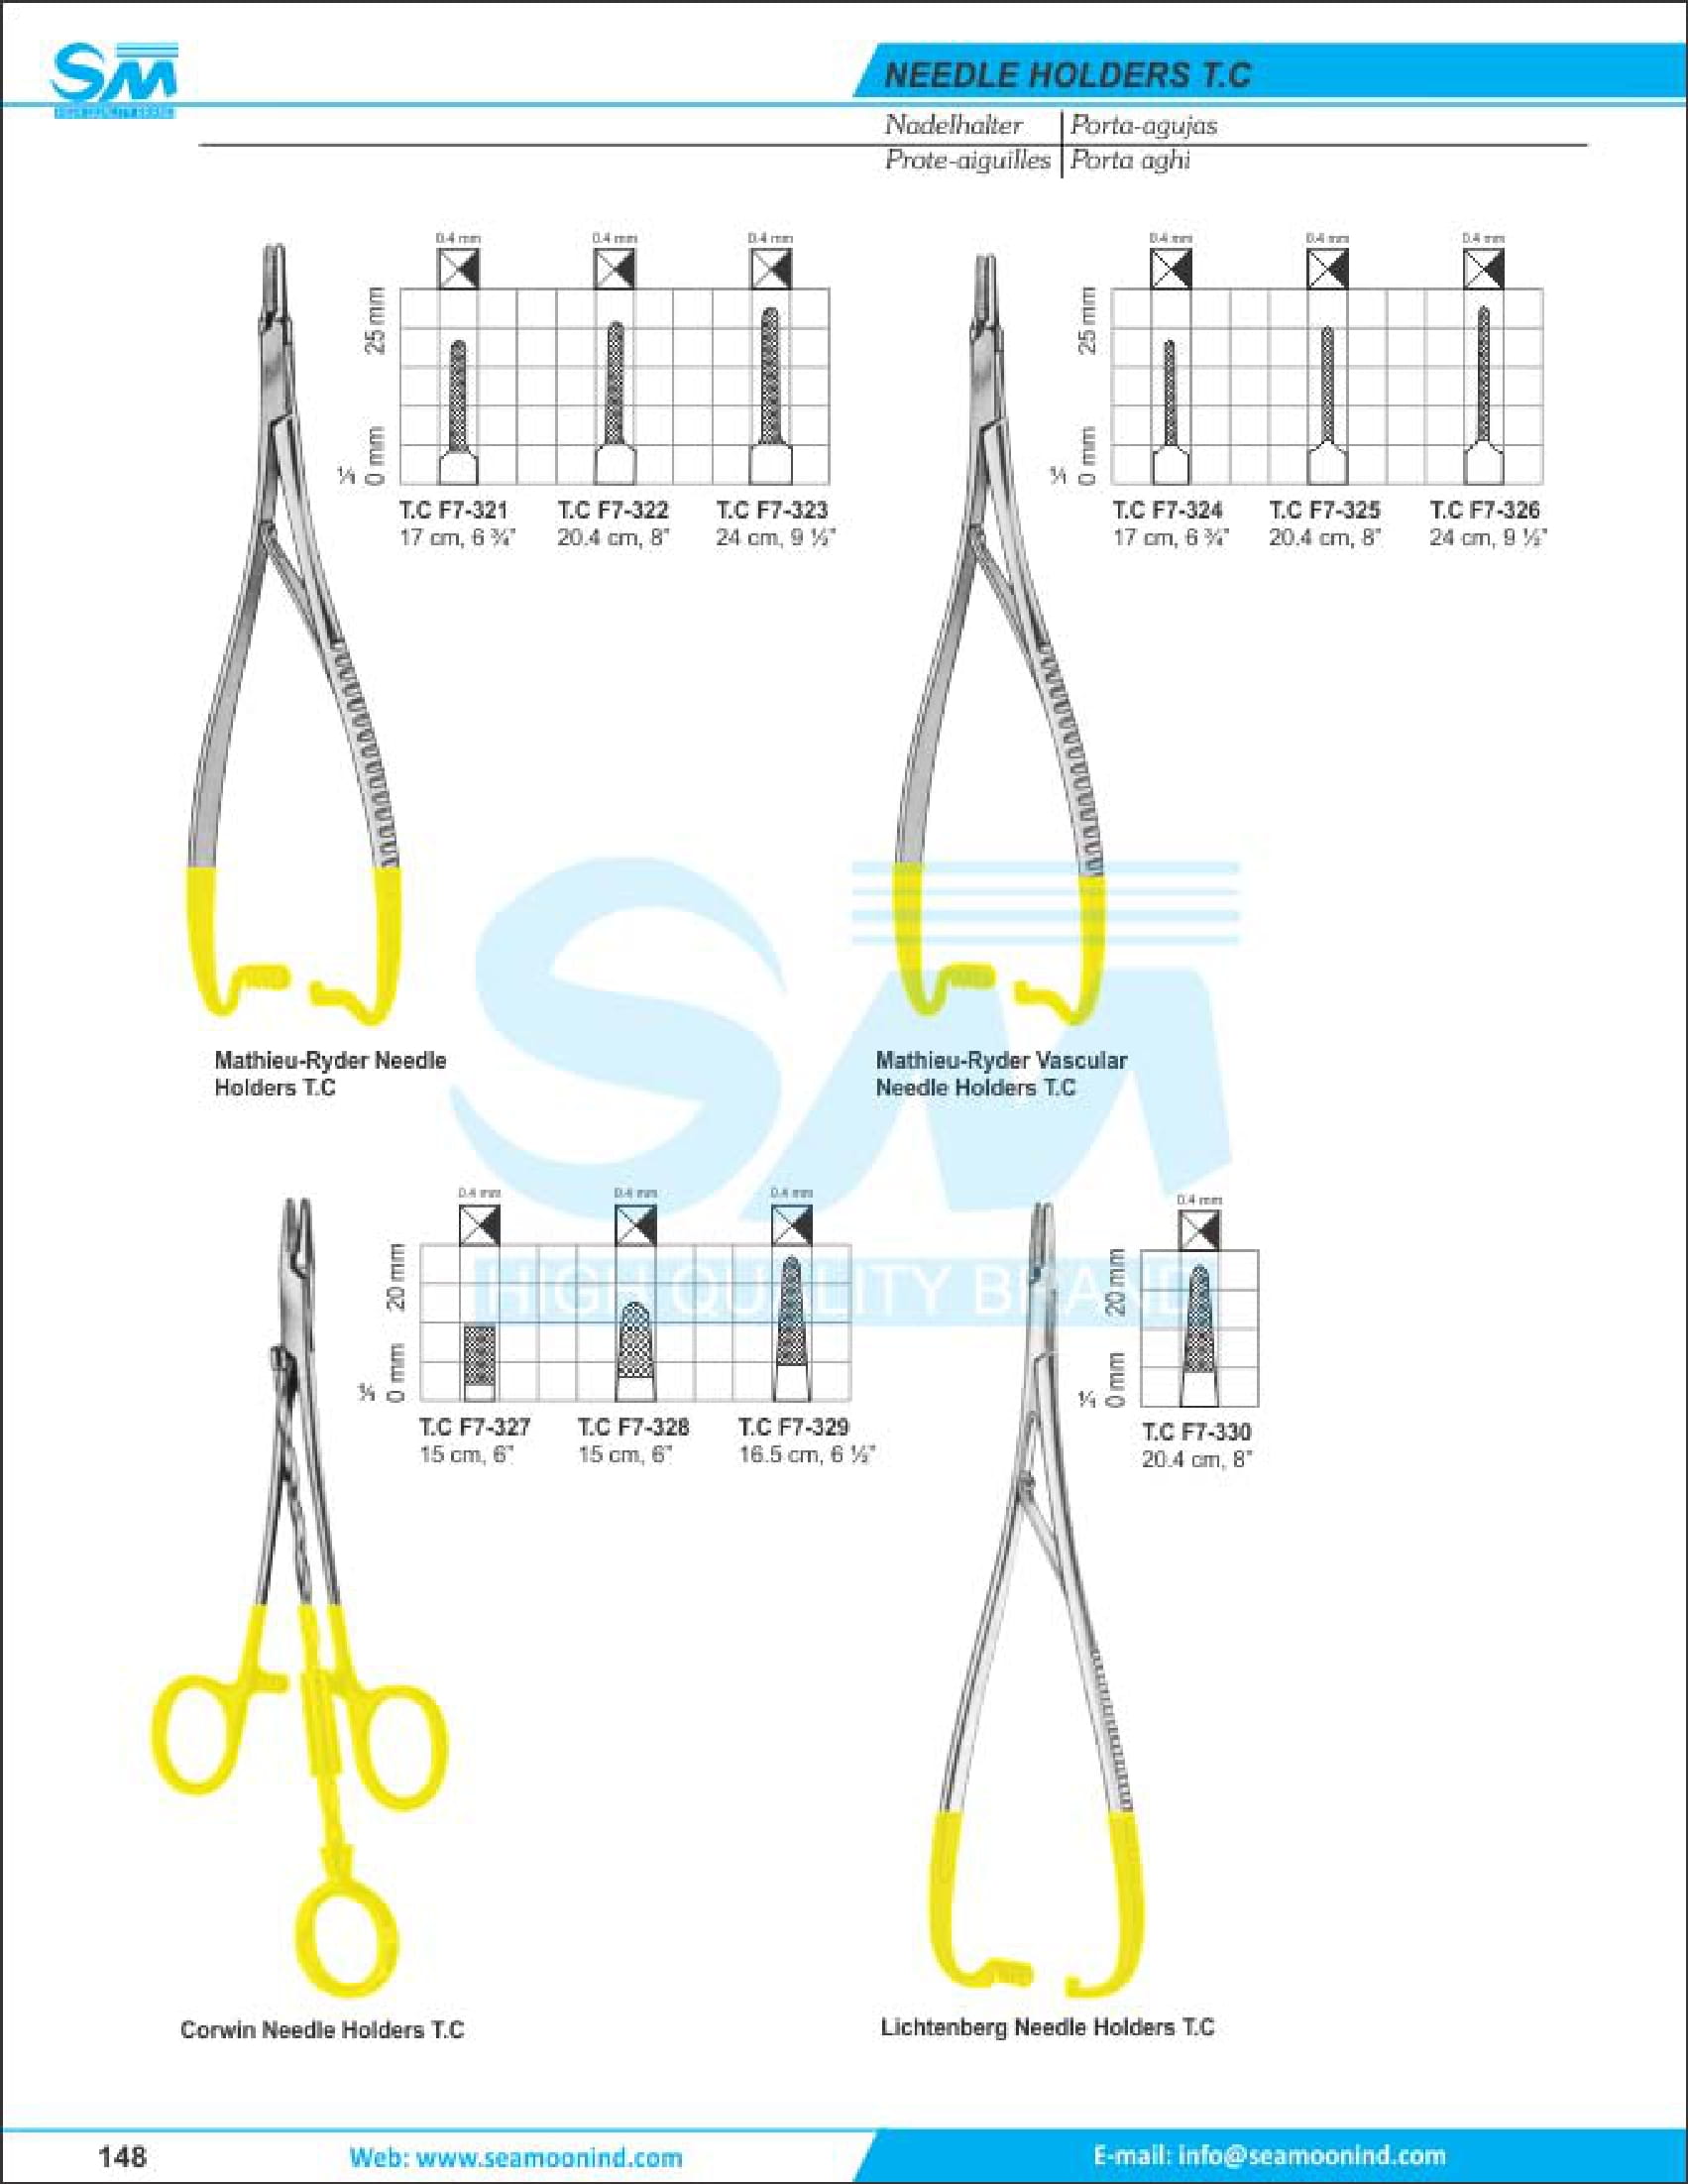 SM
NEEDLE HOLDERS T.C
Nadelhalter
Porta-agujas
Prote-aiguilles
Porta aghi
0.4 mm
0.4 mm
0.4 mm
25 mm
0 mm
¼
T.C F7-321
17 cm, 6 ¾"
T.C F7-322
20.4 cm, 8"
T.C F7-323
24 cm, 9 ½"
0.4 mm
0.4 mm
0.4 mm
25 mm
0 mm
¼
T.C F7-324
17 cm, 6 ¾"
T.C F7-325
20.4 cm, 8"
T.C F7-326
24 cm, 9 ½"
Mathieu-Ryder Needle
Holders T.C
Mathieu-Ryder Vascular
Needle Holders T.C
SM
HIGH QUALITY BRAND
0.4 mm
0.4 mm
0.4 mm
20 mm
0 mm
¼
T.C F7-327
15 cm, 6"
T.C F7-328
15 cm, 6"
T.C F7-329
16.5 cm, 6 ½"
0.4 mm
20 mm
0 mm
¼
T.C F7-330
20.4 cm, 8"
Corwin Needle Holders T.C
Lichtenberg Needle Holders T.C
148
Web: www.seamoonind.com
E-mail: info@seamoonind.com